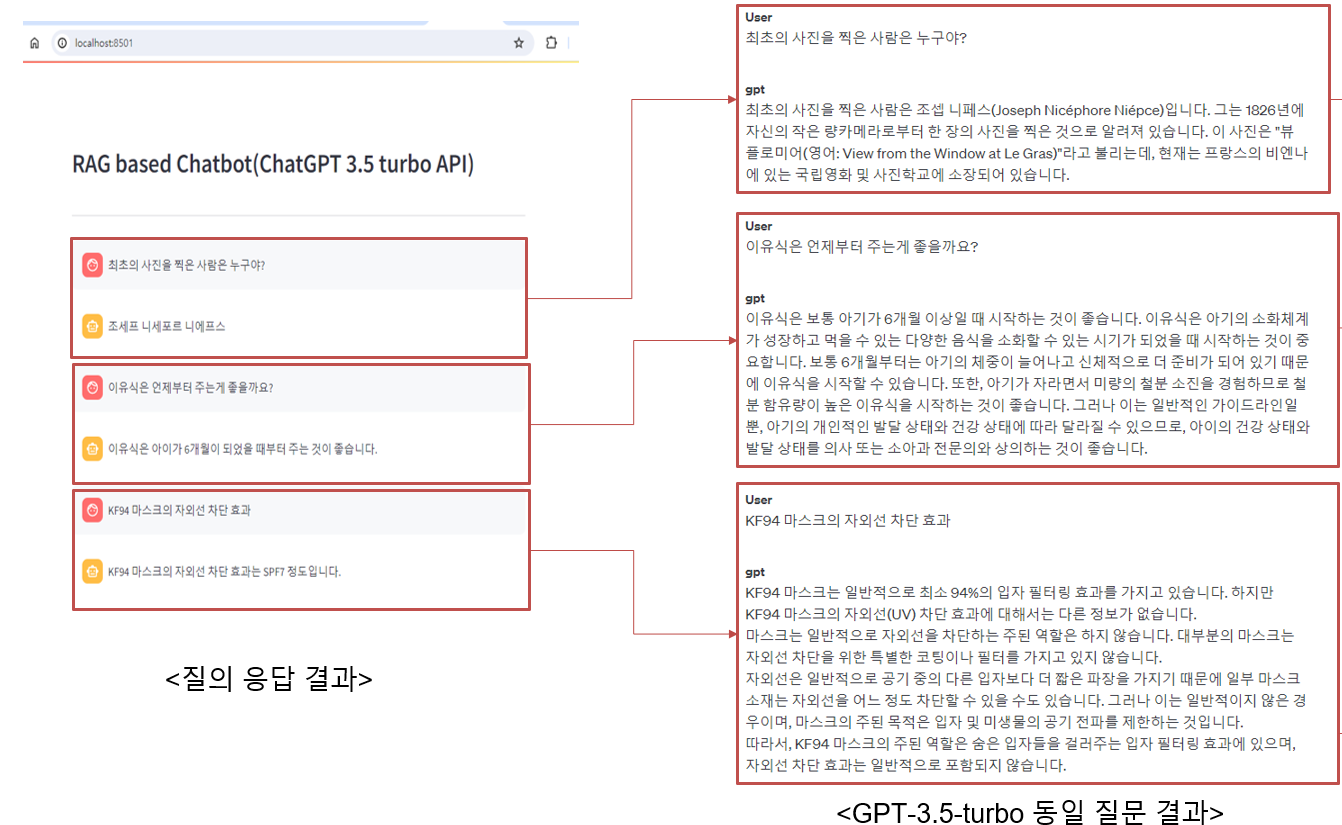 localhost:8501
RAG based Chatbot(ChatGPT 3.5 turbo API)
최초의 사진을 찍은 사람은 누구야?
조세프 니세포르 니에프스
이유식은 언제부터 주는게 좋을까요?
이유식은 아이가 6개월이 되었을 때부터 주는 것이 좋습니다.
KF94 마스크의 자외선 차단 효과
KF94 마스크의 자외선 차단 효과는 SPF7 정도입니다.
<질의 응답 결과>
User
최초의 사진을 찍은 사람은 누구야?
gpt
최초의 사진을 찍은 사람은 조셉 니페스(Joseph Nicéphore Niépce)입니다. 그는 1826년에
자신의 작은 량카메라로부터 한 장의 사진을 찍은 것으로 알려져 있습니다. 이 사진은 "뷰
플로미어(영어: View from the Window at Le Gras)"라고 불리는데, 현재는 프랑스의 비엔나
에 있는 국립영화 및 사진학교에 소장되어 있습니다.
User
이유식은 언제부터 주는게 좋을까요?
gpt
이유식은 보통 아기가 6개월 이상일 때 시작하는 것이 좋습니다. 이유식은 아기의 소화체계
가 성장하고 먹을 수 있는 다양한 음식을 소화할 수 있는 시기가 되었을 때 시작하는 것이 중
요합니다. 보통 6개월부터는 아기의 체중이 늘어나고 신체적으로 더 준비가 되어 있기 때문
에 이유식을 시작할 수 있습니다. 또한, 아기가 자라면서 미량의 철분 소진을 경험하므로 철
분 함유량이 높은 이유식을 시작하는 것이 좋습니다. 그러나 이는 일반적인 가이드라인일
뿐, 아기의 개인적인 발달 상태와 건강 상태에 따라 달라질 수 있으므로, 아이의 건강 상태와
발달 상태를 의사 또는 소아과 전문의와 상의하는 것이 좋습니다.
User
KF94 마스크의 자외선 차단 효과
gpt
KF94 마스크는 일반적으로 최소 94%의 입자 필터링 효과를 가지고 있습니다. 하지만
KF94 마스크의 자외선(UV) 차단 효과에 대해서는 다른 정보가 없습니다.
마스크는 일반적으로 자외선을 차단하는 주된 역할은 하지 않습니다. 대부분의 마스크는
자외선 차단을 위한 특별한 코팅이나 필터를 가지고 있지 않습니다.
자외선은 일반적으로 공기 중의 다른 입자보다 더 짧은 파장을 가지기 때문에 일부 마스크
소재는 자외선을 어느 정도 차단할 수 있을 수도 있습니다. 그러나 이는 일반적이지 않은 경
우이며, 마스크의 주된 목적은 입자 및 미생물의 공기 전파를 제한하는 것입니다.
따라서, KF94 마스크의 주된 역할은 숨은 입자들을 걸러주는 입자 필터링 효과에 있으며,
자외선 차단 효과는 일반적으로 포함되지 않습니다.
<GPT-3.5-turbo 동일 질문 결과>